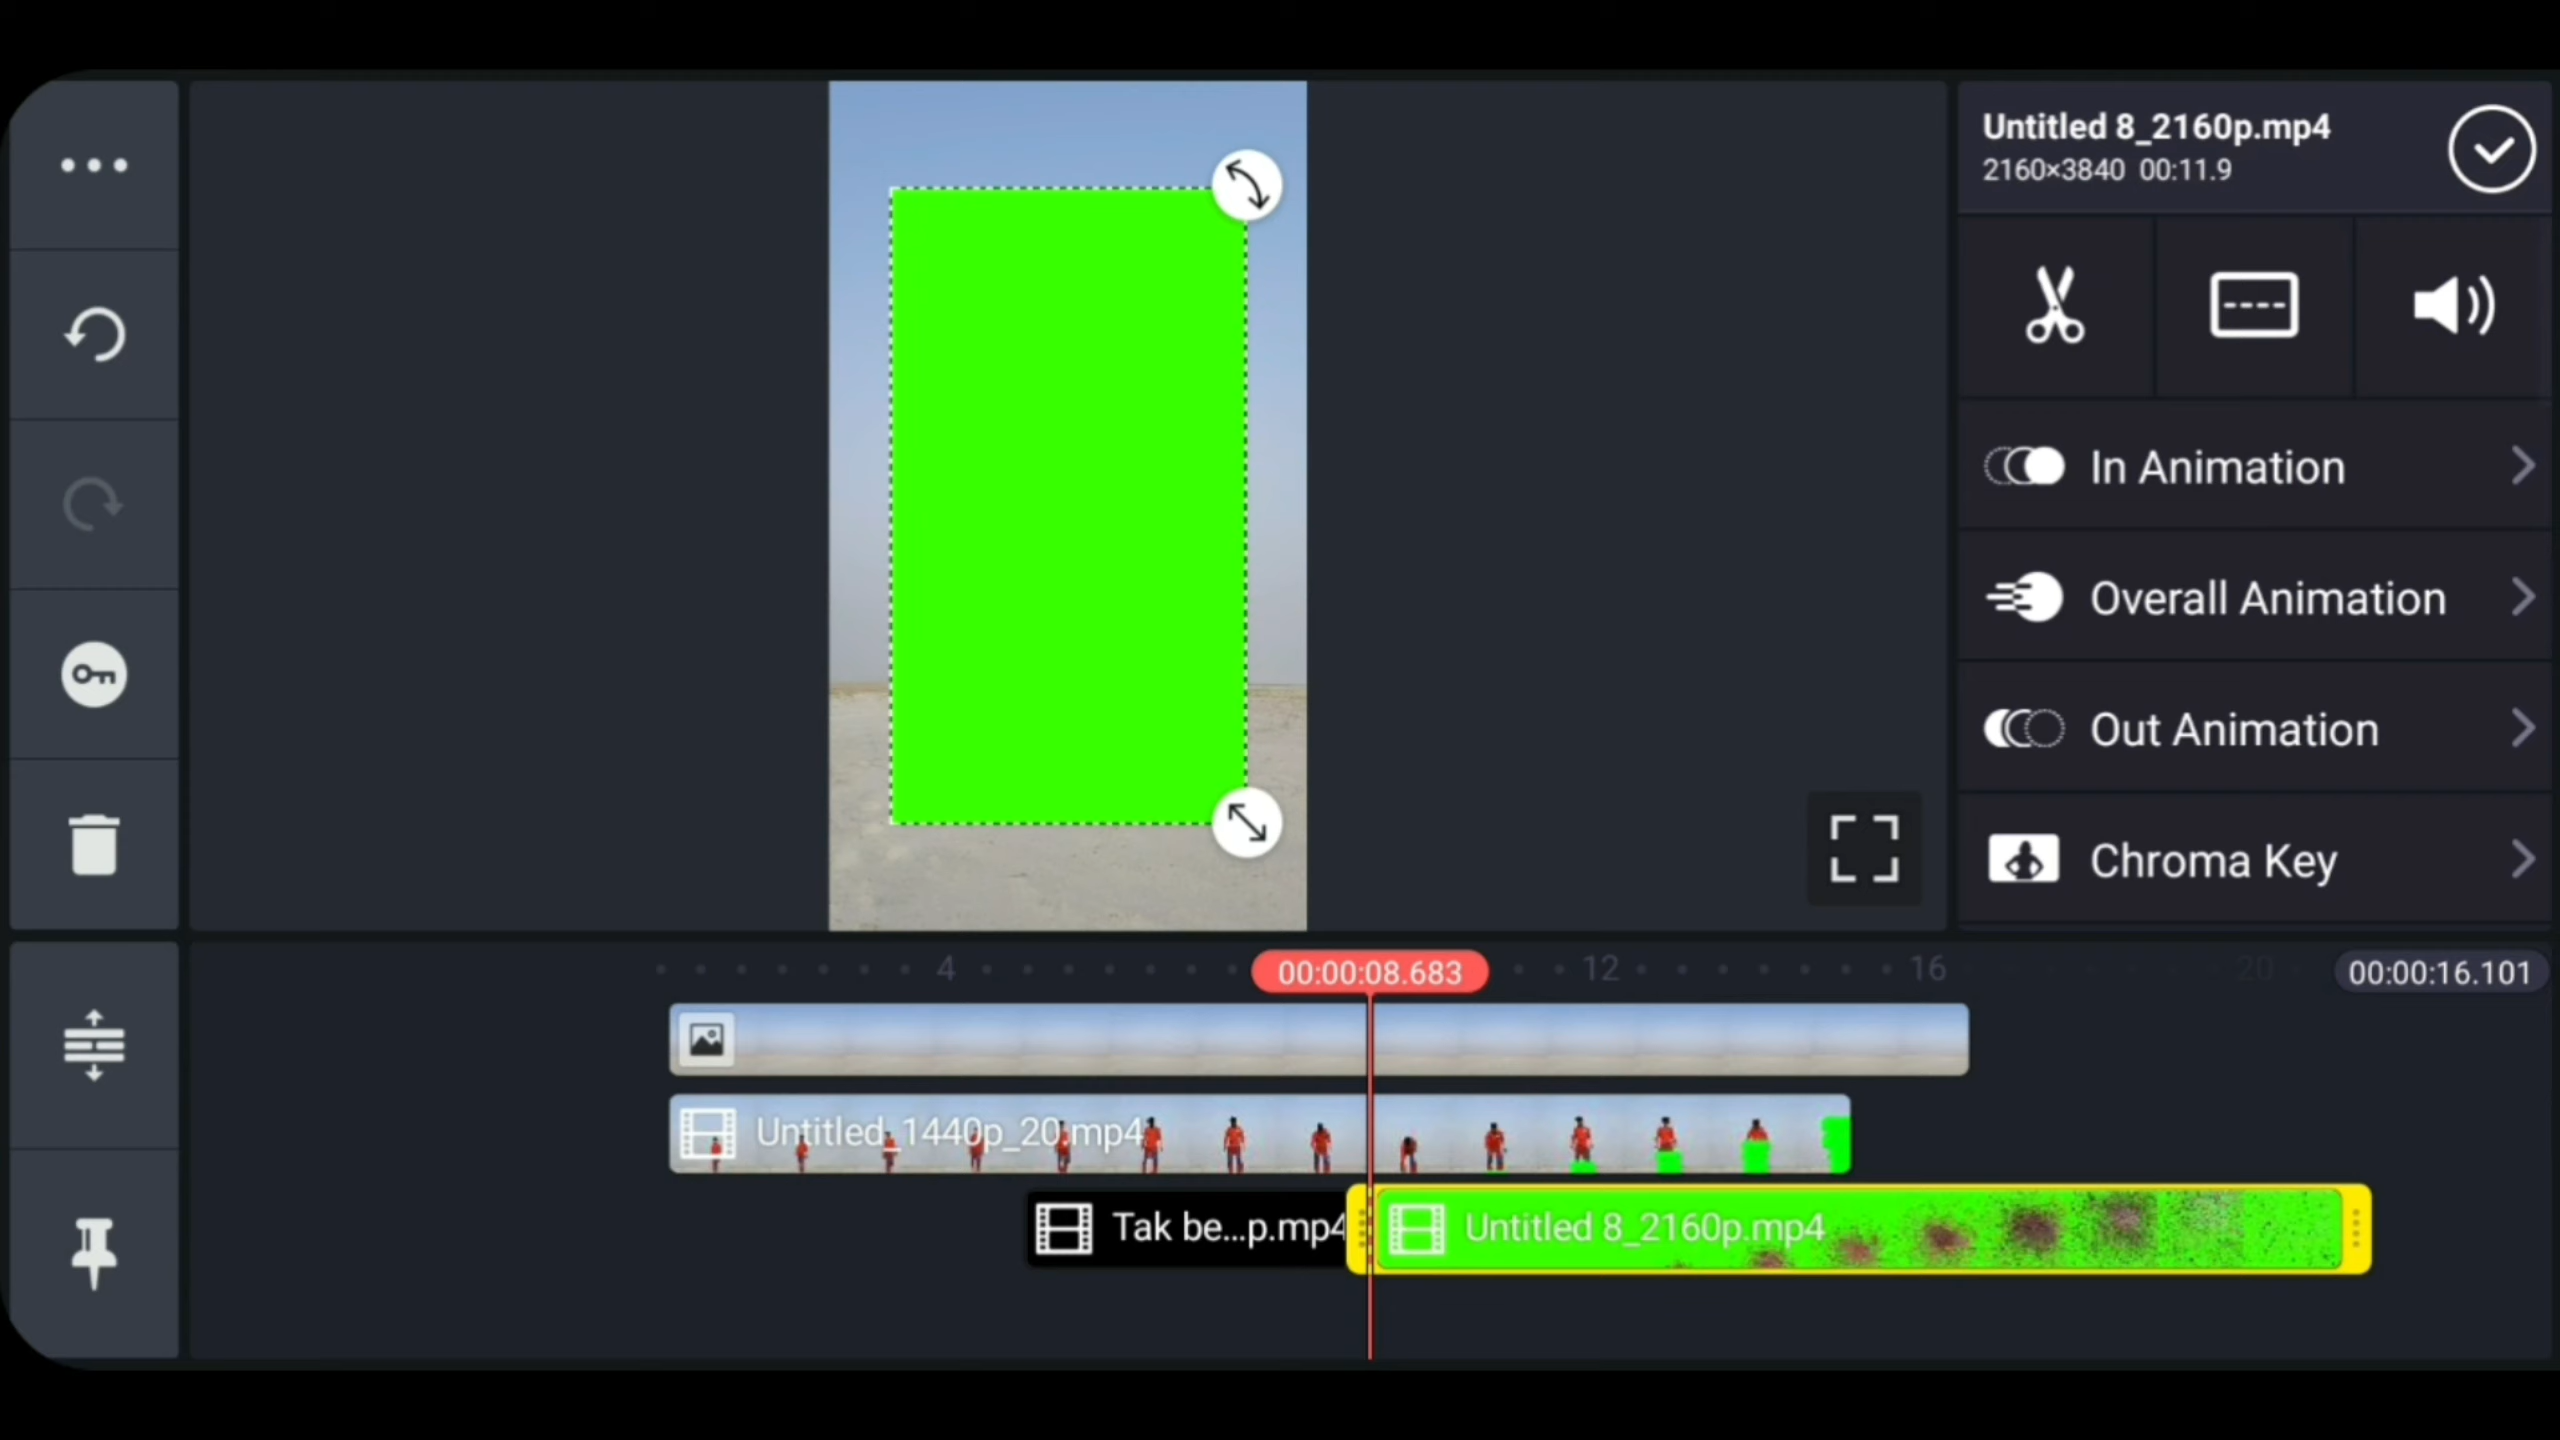 Untitled 8_2160p.mp4
2160×3840 00:11.9
In Animation
Overall Animation
Out Animation
Chroma Key
4
00:00:08.683
12
16
20
00:00:16.101
Untitled_1440p_20.mp4
Tak be...p.mp4
Untitled 8_2160p.mp4